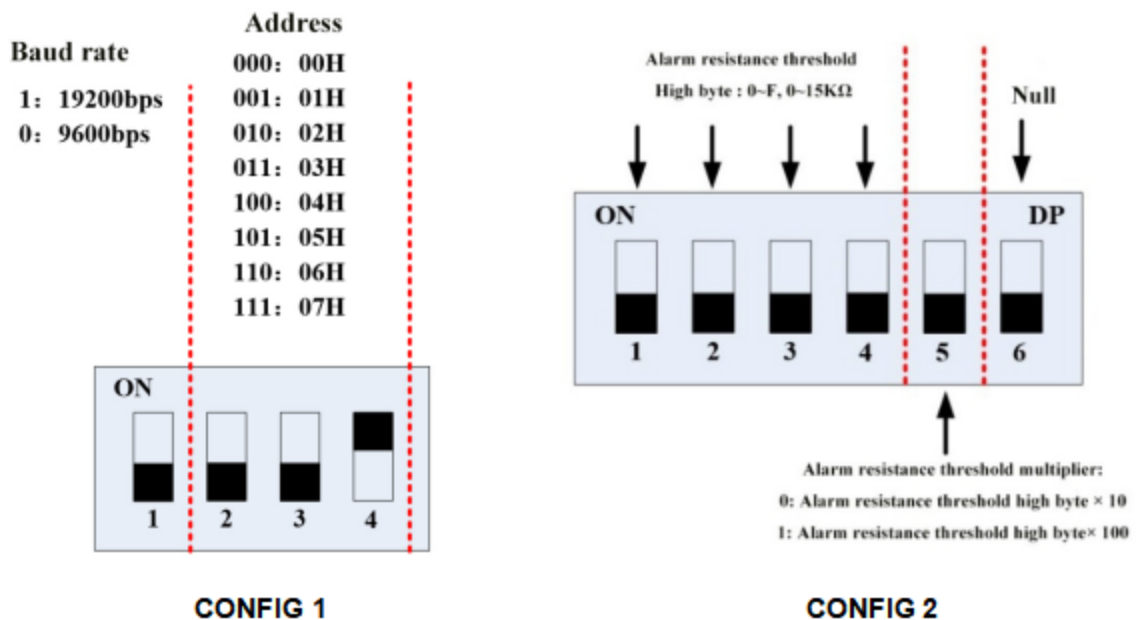 Address
Baud rate
000: 00H
1: 19200bps
001: 01H
0: 9600bps
010: 02H
011: 03H
100: 04H
101: 05H
110: 06H
111: 07H
ON
1 2 3 4
CONFIG 1
Alarm resistance threshold
High byte : 0~F, 0~15KΩ
Null
ON DP
1 2 3 4 5 6
Alarm resistance threshold multiplier:
0: Alarm resistance threshold high byte × 10
1: Alarm resistance threshold high byte× 100
CONFIG 2